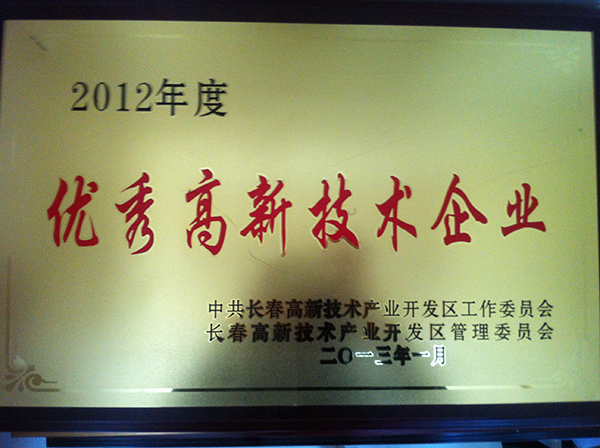 2012年度
优秀高新技术企业
中共长春高新技术产业开发区工作委员会
长春高新技术产业开发区管理委员会
二〇一三年一月